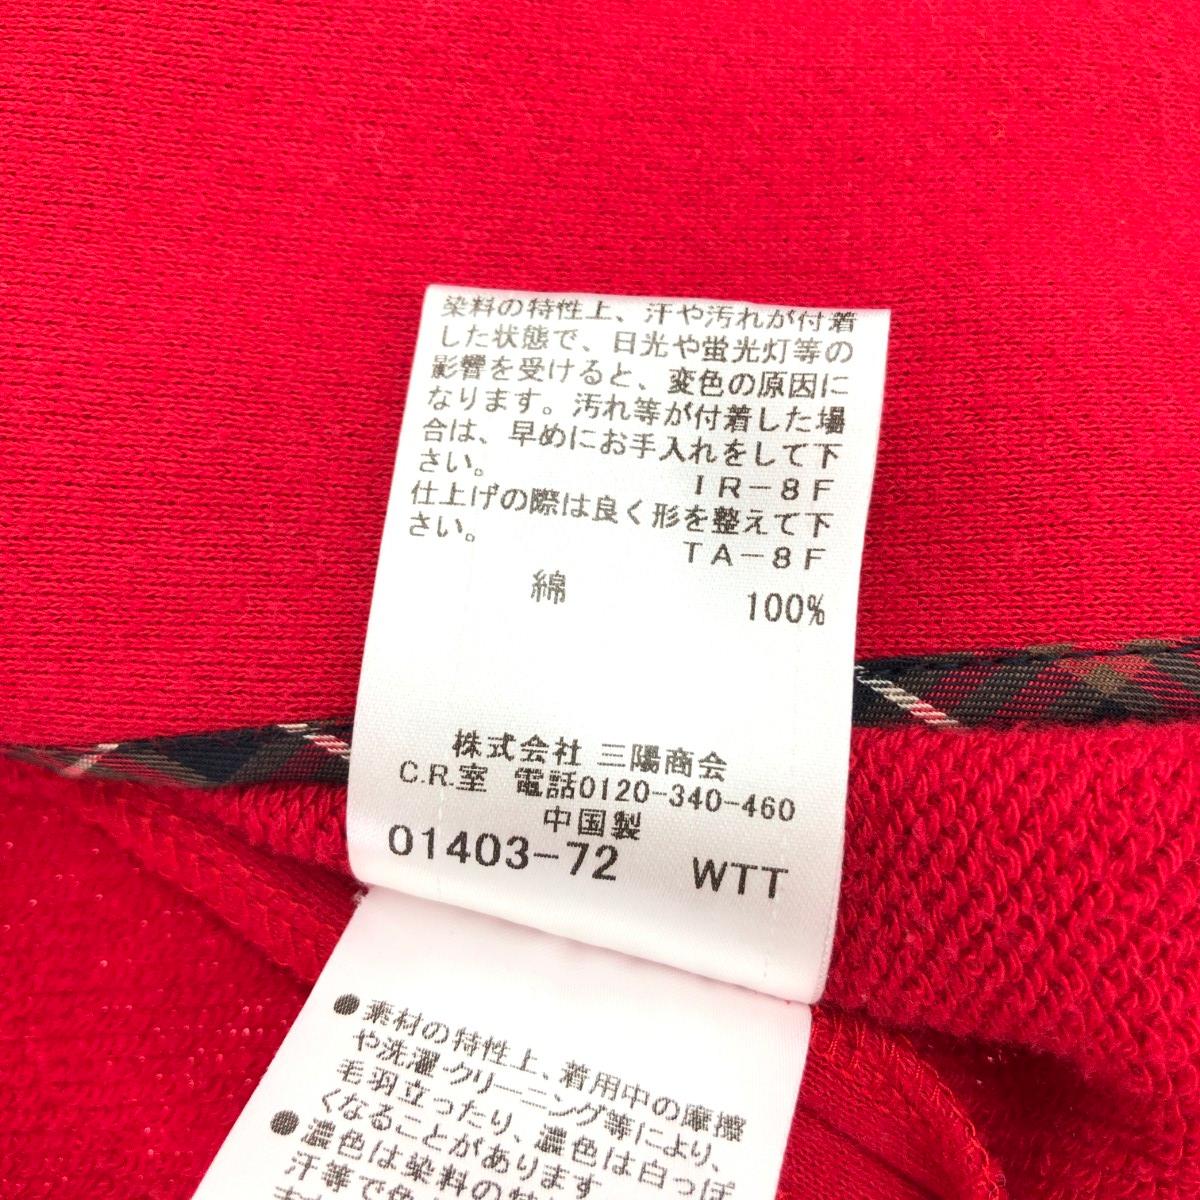 染料の特性上、汗や汚れが付着
した状態で、日光や蛍光灯等の
影響を受けると、変色の原因に
なります。汚れ等が付着した場
合は、早めにお手入れをして下
さい。 IR-8F
仕上げの際は良く形を整えて下
さい。 TA-8F
綿 100%
株式会社 三陽商会
C.R.室 電話0120-340-460
中国製
01403-72 WTT
●素材の特性上、着用中の摩擦
や洗濯・クリーニング等により、
毛羽立ったり、濃色は白っぽ
くなることがあります
●濃色は染料の特
汗等で色